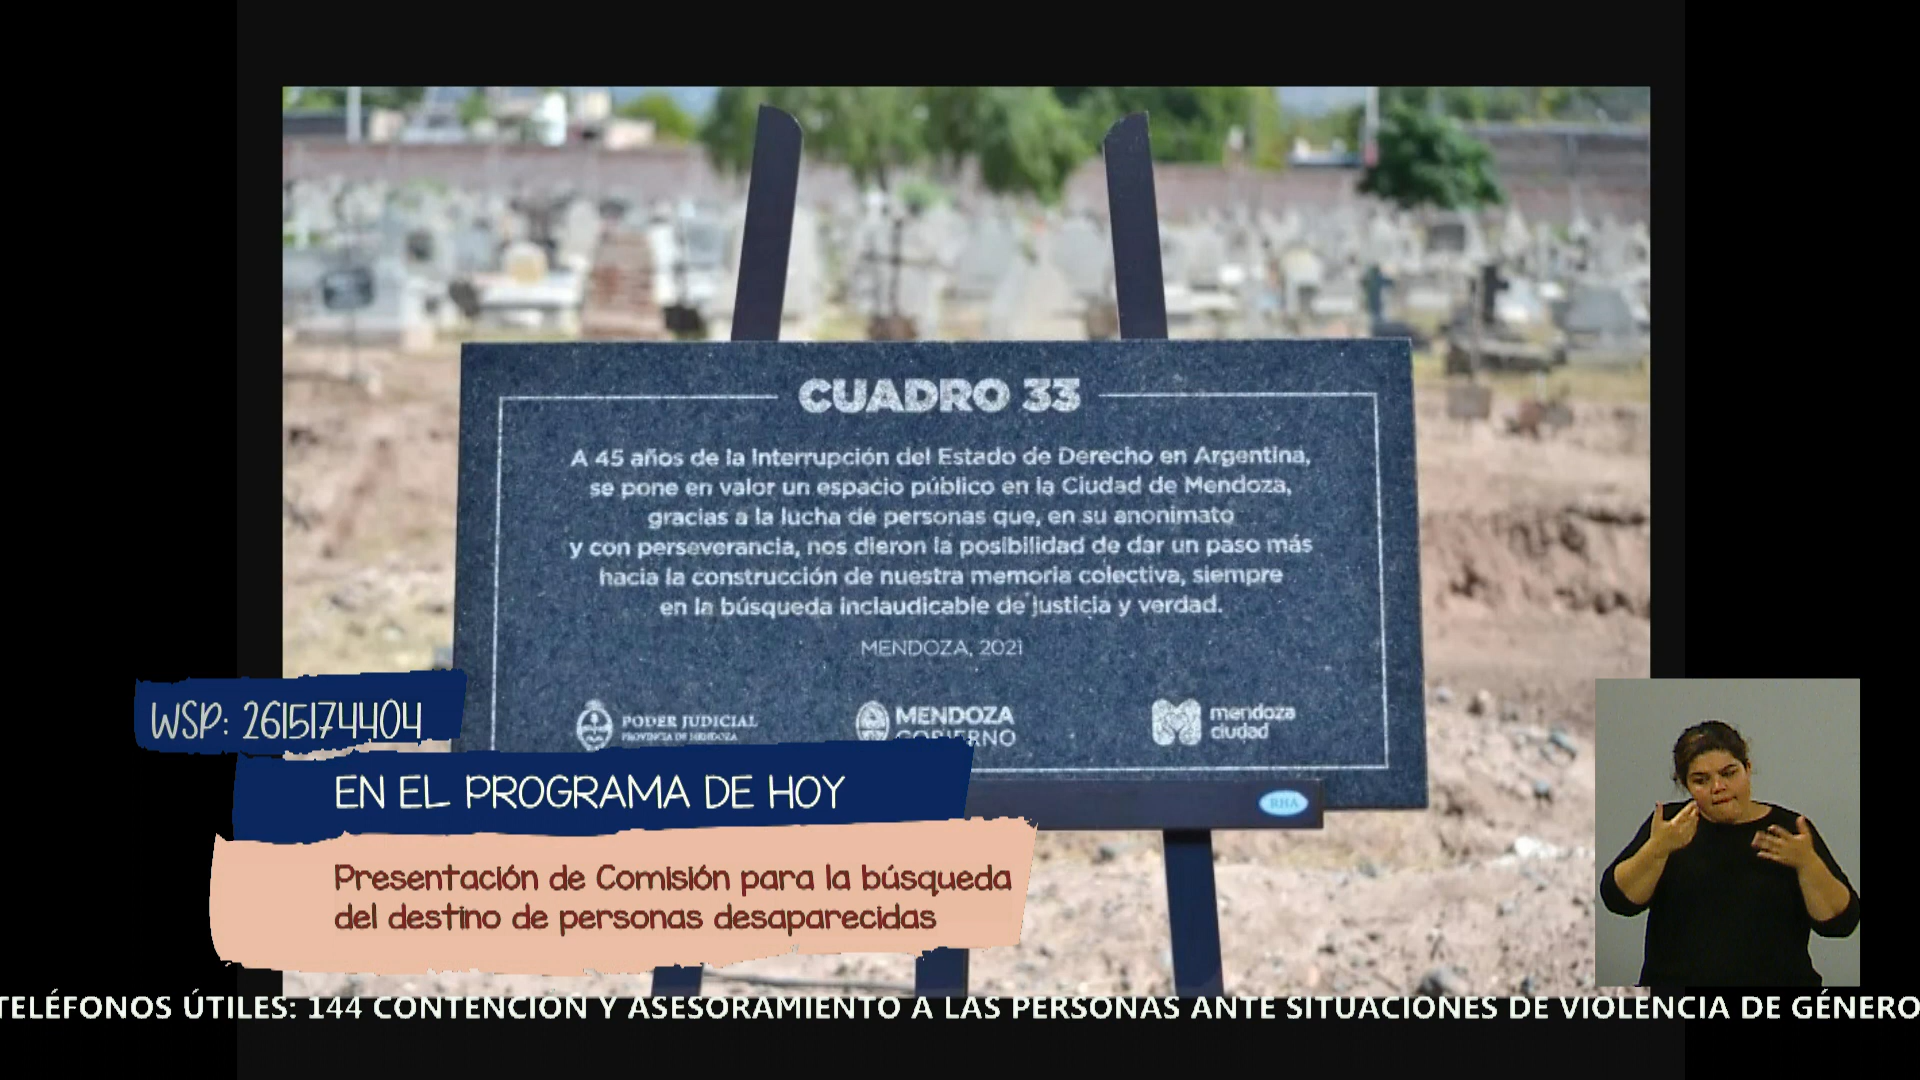 CUADRO 33
A 45 años de la Interrupción del Estado de Derecho en Argentina,
se pone en valor un espacio público en la Ciudad de Mendoza,
gracias a la lucha de personas que, en su anonimato
y con perseverancia, nos dieron la posibilidad de dar un paso más
hacia la construcción de nuestra memoria colectiva, siempre
en la búsqueda inclaudicable de justicia y verdad.
MENDOZA, 2021
PODER JUDICIAL
PROVINCIA DE MENDOZA
MENDOZA
GOBIERNO
mendoza
ciudad
RHA
WSP: 2615174404
EN EL PROGRAMA DE HOY
Presentación de Comisión para la búsqueda
del destino de personas desaparecidas
TELÉFONOS ÚTILES: 144 CONTENCIÓN Y ASESORAMIENTO A LAS PERSONAS ANTE SITUACIONES DE VIOLENCIA DE GÉNERO